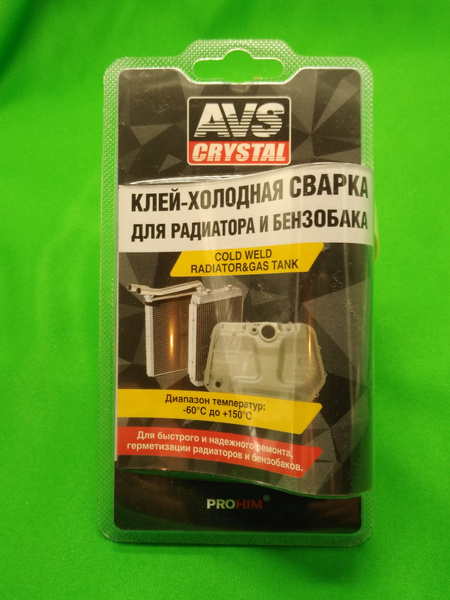 AVS
CRYSTAL
КЛЕЙ-ХОЛОДНАЯ СВАРКА
ДЛЯ РАДИАТОРА И БЕНЗОБАКА
COLD WELD
RADIATOR&GAS TANK
Диапазон температур:
-60°C до +150°C
Для быстрого и надежного ремонта,
герметизации радиаторов и бензобаков.
PROHIM®